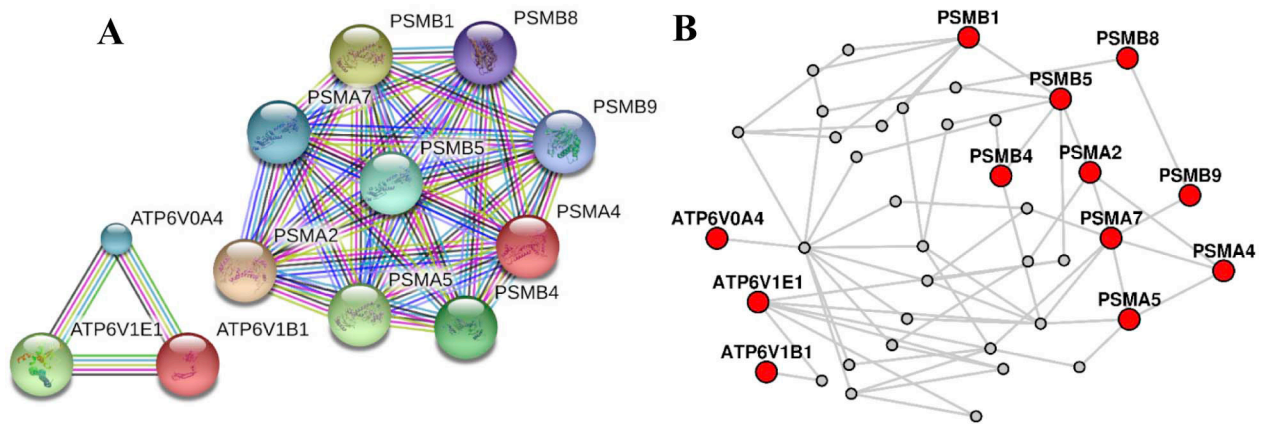 A
PSMB1
PSMB8
PSMA7
PSMB9
PSMB5
PSMA4
ATP6V0A4
PSMA2
PSMA5
PSMB4
ATP6V1E1
ATP6V1B1
B
PSMB1
PSMB8
PSMB5
PSMB4
PSMA2
PSMB9
ATP6V0A4
PSMA7
PSMA4
ATP6V1E1
PSMA5
ATP6V1B1